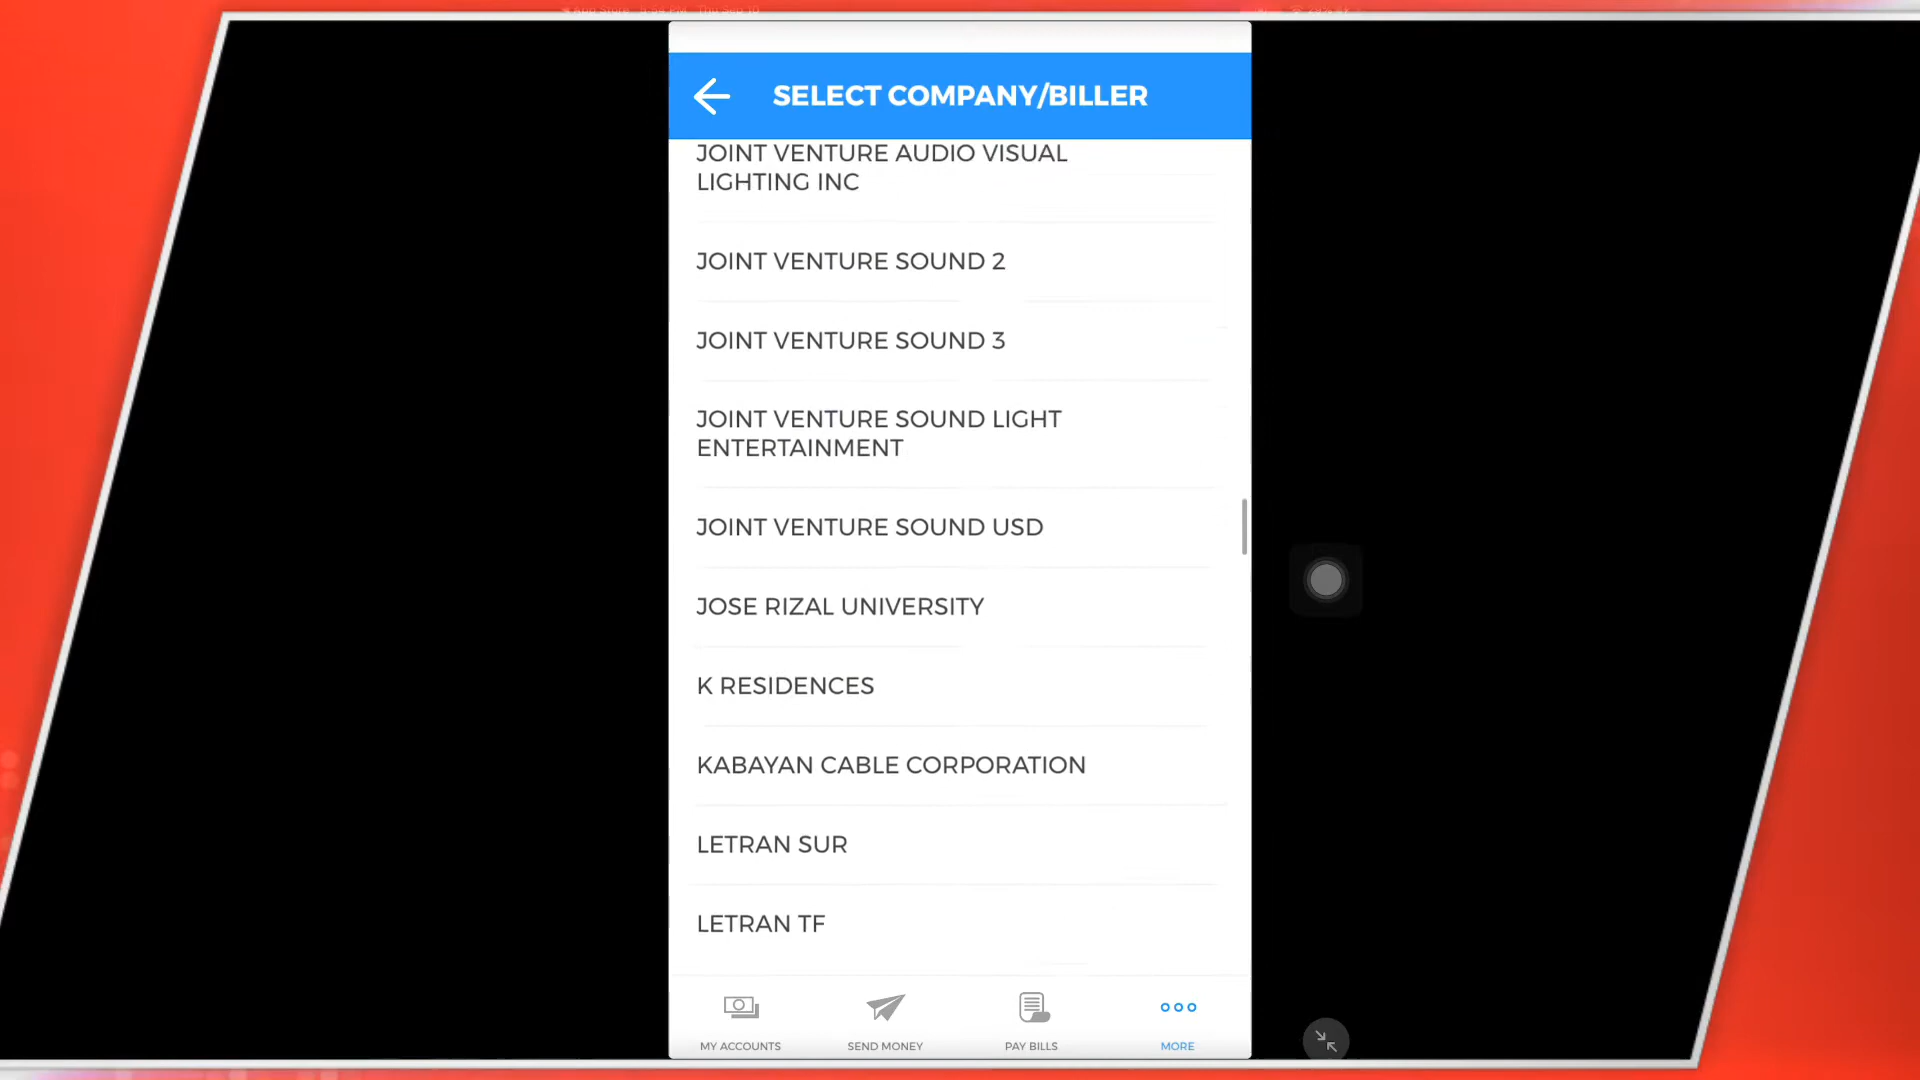 SELECT COMPANY/BILLER
JOINT VENTURE AUDIO VISUAL
LIGHTING INC
JOINT VENTURE SOUND 2
JOINT VENTURE SOUND 3
JOINT VENTURE SOUND LIGHT
ENTERTAINMENT
JOINT VENTURE SOUND USD
JOSE RIZAL UNIVERSITY
K RESIDENCES
KABAYAN CABLE CORPORATION
LETRAN SUR
LETRAN TF
MY ACCOUNTS
SEND MONEY
PAY BILLS
MORE